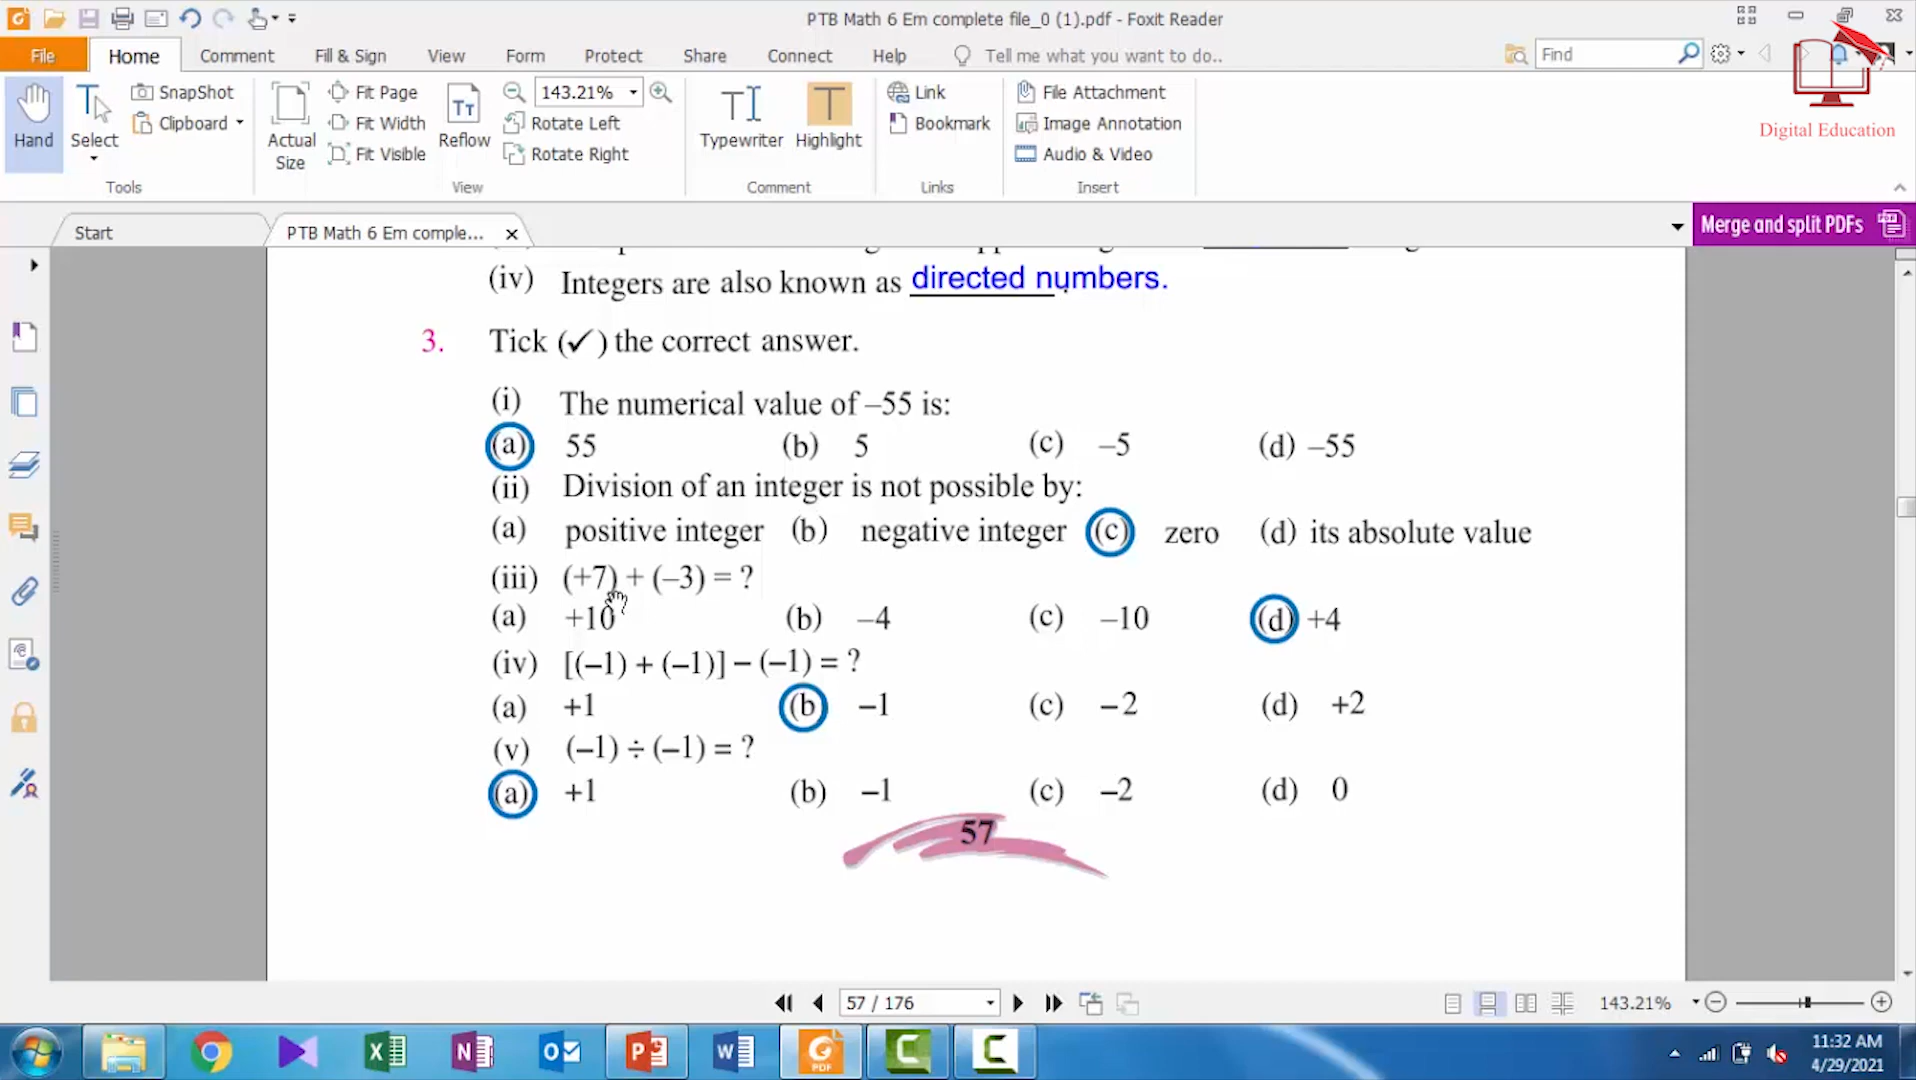 PTB Math 6 Em complete file_0 (1).pdf - Foxit Reader
File Home Comment Fill & Sign View Form Protect Share Connect Help Tell me what you want to do.. Find
Hand Select SnapShot Clipboard
Tools
Actual Size Fit Page Fit Width Fit Visible Reflow 143.21% Rotate Left Rotate Right
View
Typewriter Highlight
Comment
Link Bookmark
Links
File Attachment Image Annotation Audio & Video
Insert
Digital Education
Start PTB Math 6 Em comple... Merge and split PDFs
(iv) Integers are also known as directed numbers.
3. Tick (✓) the correct answer.
(i) The numerical value of –55 is:
(a) 55 (b) 5 (c) –5 (d) –55
(ii) Division of an integer is not possible by:
(a) positive integer (b) negative integer (c) zero (d) its absolute value
(iii) (+7) + (–3) = ?
(a) +10 (b) –4 (c) –10 (d) +4
(iv) [(–1) + (–1)] – (–1) = ?
(a) +1 (b –1 (c) –2 (d) +2
(v) (–1) ÷ (–1) = ?
(a) +1 (b) –1 (c) –2 (d) 0
57
57 / 176 143.21%
11:32 AM
4/29/2021